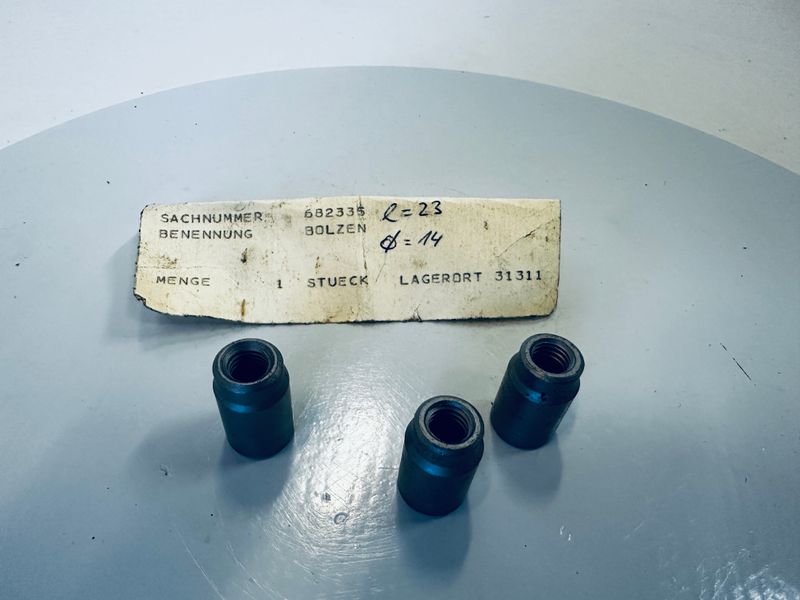 SACHNUMMER 682335 l=23
BENENNUNG BOLZEN ø=14
MENGE 1 STUECK LAGERORT 31311